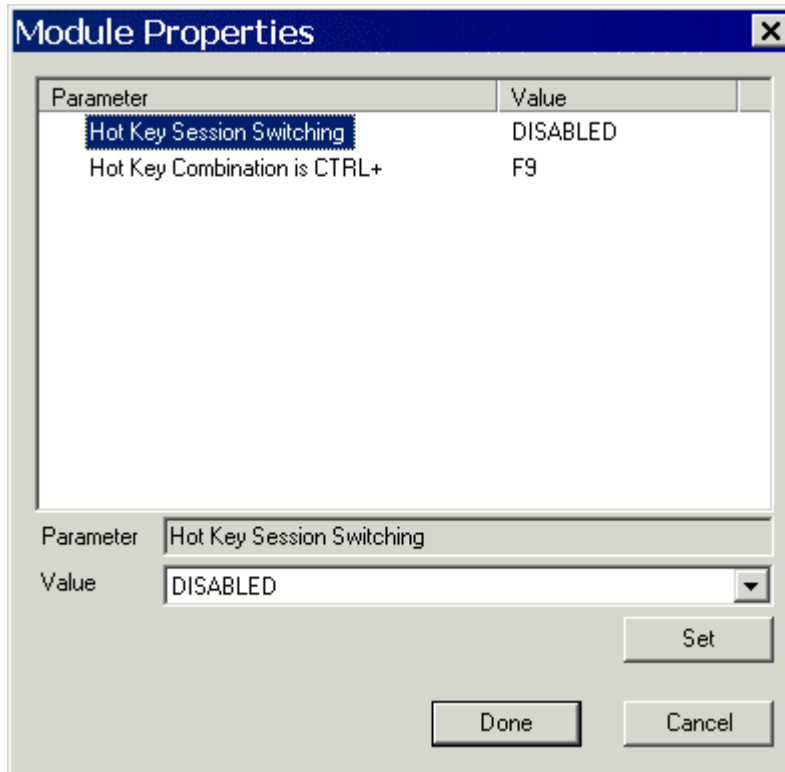 Module Properties
Parameter Value
Hot Key Session Switching DISABLED
Hot Key Combination is CTRL+ F9
Parameter Hot Key Session Switching
Value DISABLED
Set
Done Cancel